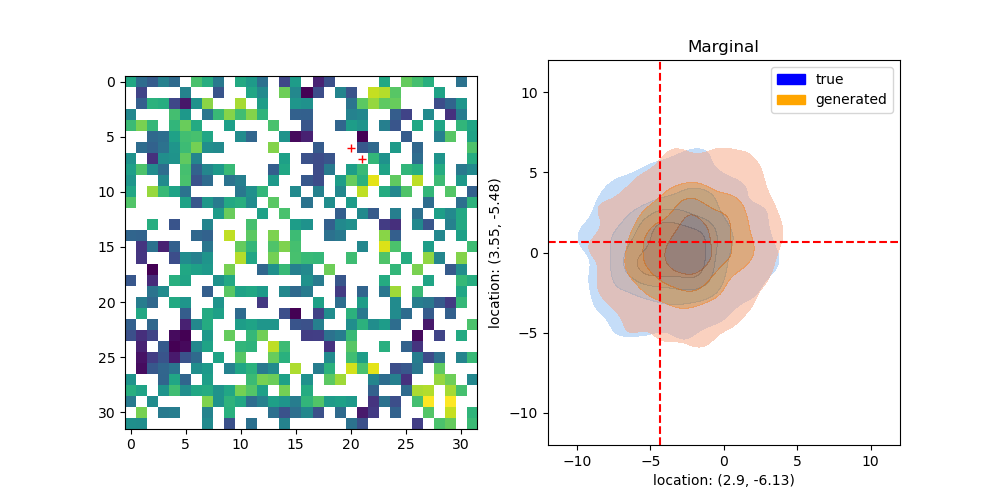 Marginal
true
generated
0
5
10
15
20
25
30
0 5 10 15 20 25 30
location: (3.55, -5.48)
10
5
0
−5
−10
−10 −5 0 5 10
location: (2.9, -6.13)